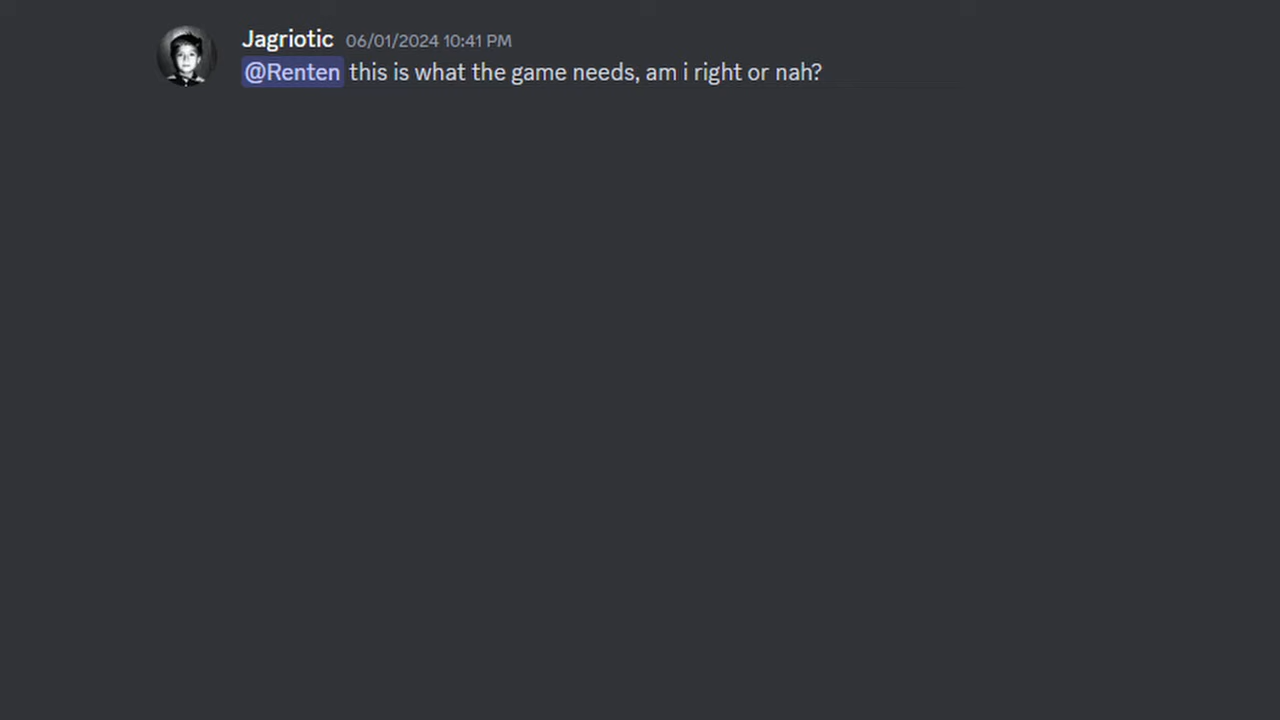 Jagriotic 06/01/2024 10:41 PM
@Renten this is what the game needs, am i right or nah?